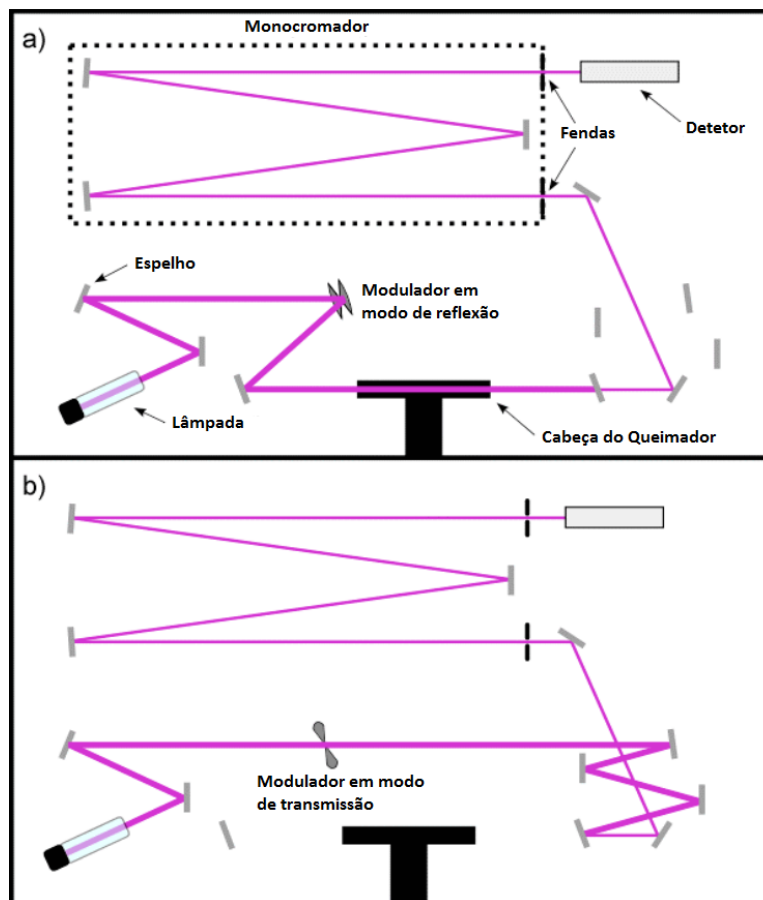 Monocromador
a)
Detetor
Fendas
Espelho
Modulador em
modo de reflexão
Lâmpada
Cabeça do Queimador
b)
Modulador em modo
de transmissão